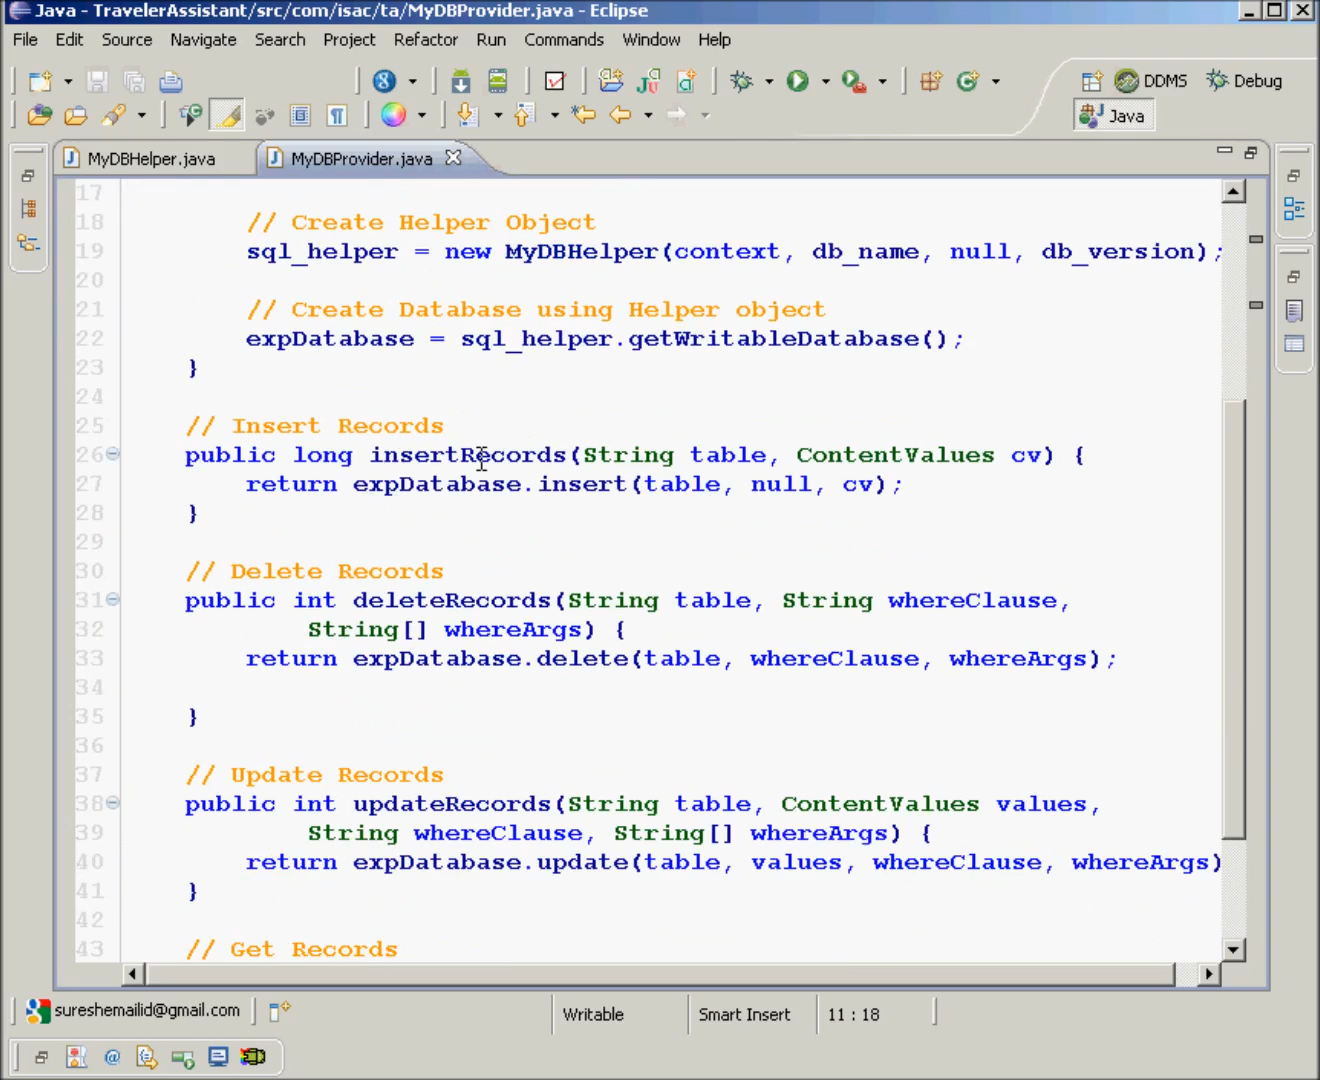 Java - TravelerAssistant/src/com/isac/ta/MyDBProvider.java - Eclipse
File Edit Source Navigate Search Project Refactor Run Commands Window Help
DDMS Debug
Java
MyDBHelper.java MyDBProvider.java
17
18 // Create Helper Object
19 sql_helper = new MyDBHelper(context, db_name, null, db_version);
20
21 // Create Database using Helper object
22 expDatabase = sql_helper.getWritableDatabase();
23 }
24
25 // Insert Records
26 public long insertRecords(String table, ContentValues cv) {
27 return expDatabase.insert(table, null, cv);
28 }
29
30 // Delete Records
31 public int deleteRecords(String table, String whereClause,
32 String[] whereArgs) {
33 return expDatabase.delete(table, whereClause, whereArgs);
34
35 }
36
37 // Update Records
38 public int updateRecords(String table, ContentValues values,
39 String whereClause, String[] whereArgs) {
40 return expDatabase.update(table, values, whereClause, whereArgs)
41 }
42
43 // Get Records
sureshemailid@gmail.com Writable Smart Insert 11 : 18